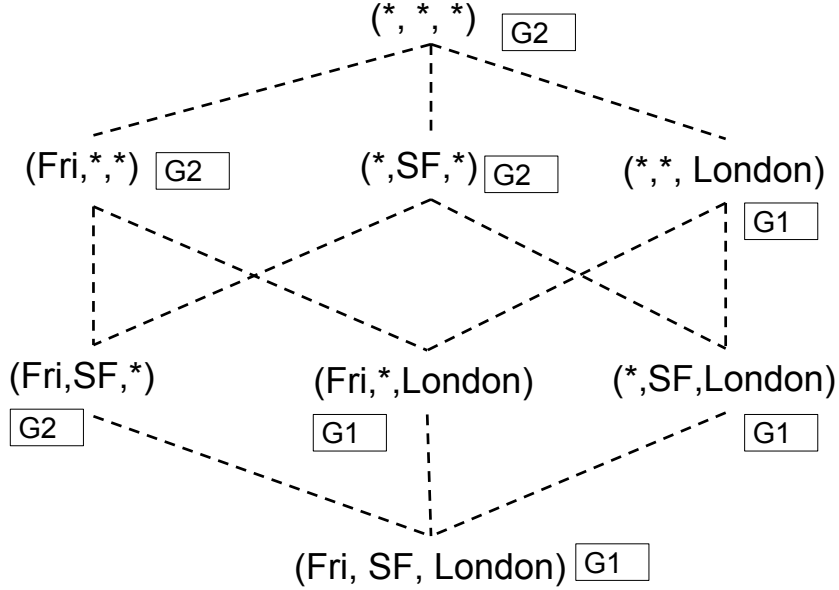 (*, *, *) G2
(Fri,*,*) G2 (*,SF,*) G2 (*,*, London)
G1
(Fri,SF,*) (Fri,*,London) (*,SF,London)
G2 G1 G1
(Fri, SF, London) G1